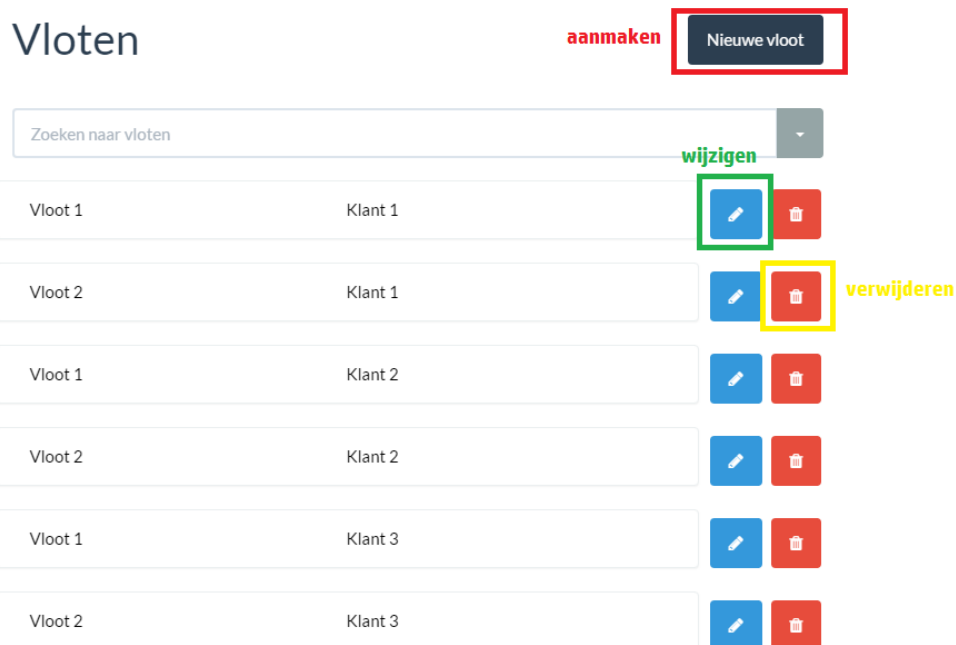 Vloten
aanmaken
Nieuwe vloot
Zoeken naar vloten
wijzigen
Vloot 1 Klant 1
Vloot 2 Klant 1
verwijderen
Vloot 1 Klant 2
Vloot 2 Klant 2
Vloot 1 Klant 3
Vloot 2 Klant 3